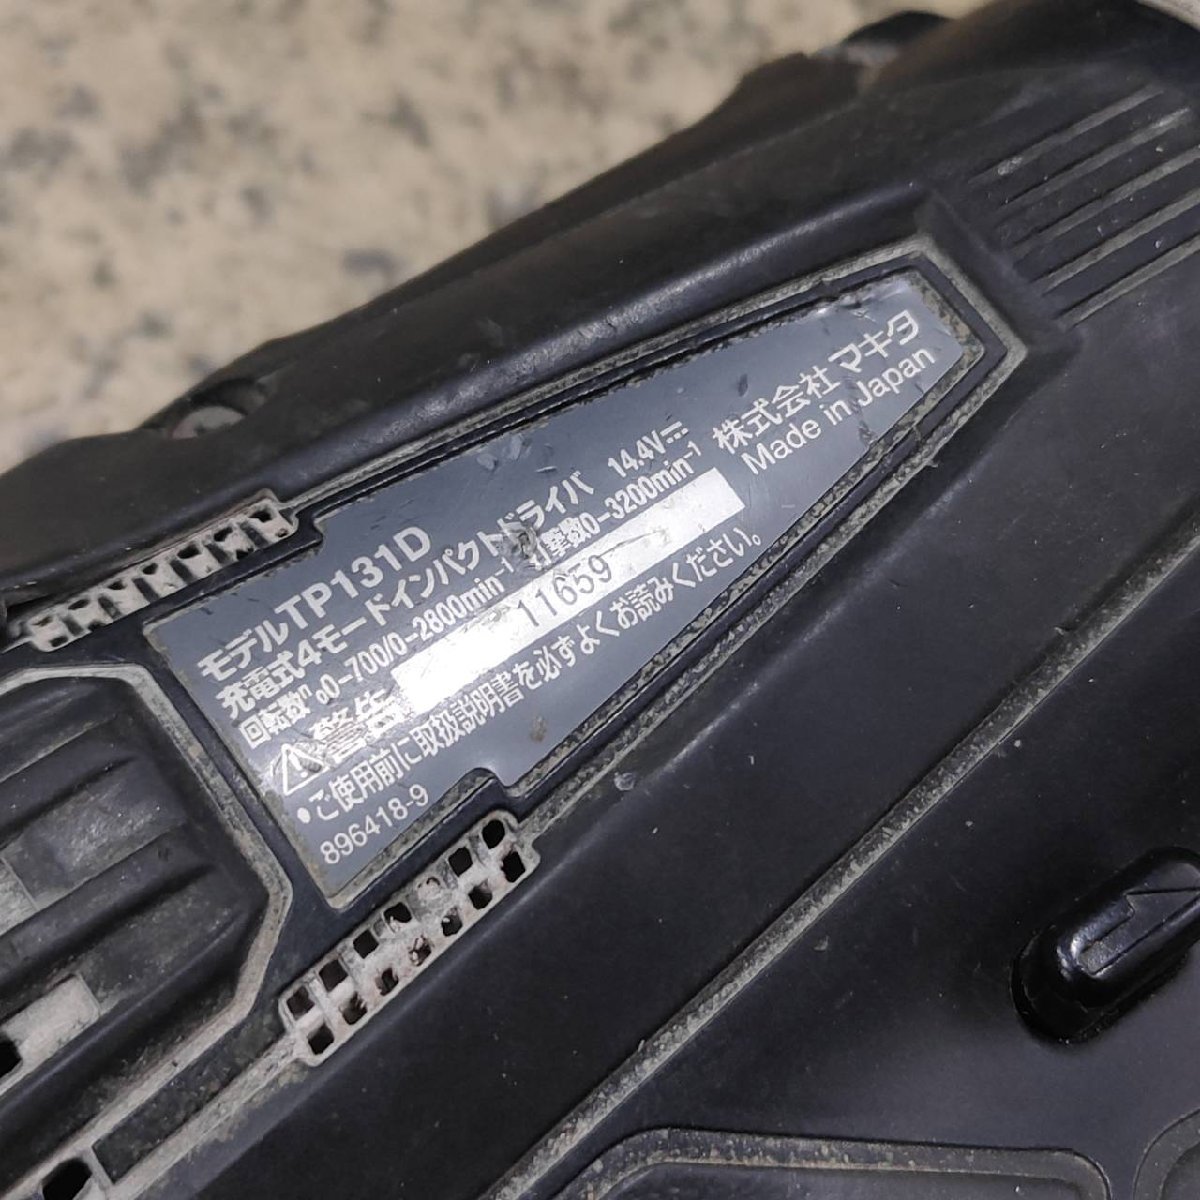 モデルTP131D
充電式4モードインパクトドライバ 14.4V⎓
回転数n₀0-700/0-2800min⁻¹ 打撃数0-3200min⁻¹
11659
⚠警告
•ご使用前に取扱説明書を必ずよくお読みください。
896418-9
株式会社マキタ
Made in Japan